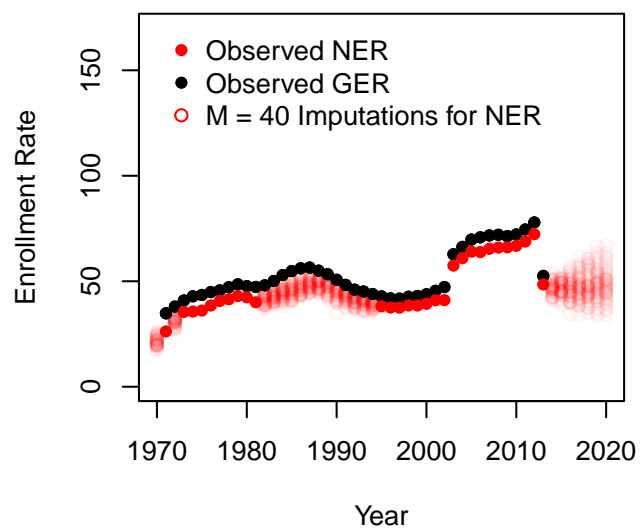 Observed NER
Observed GER
M = 40 Imputations for NER
Enrollment Rate
150
100
50
0
1970 1980 1990 2000 2010 2020
Year